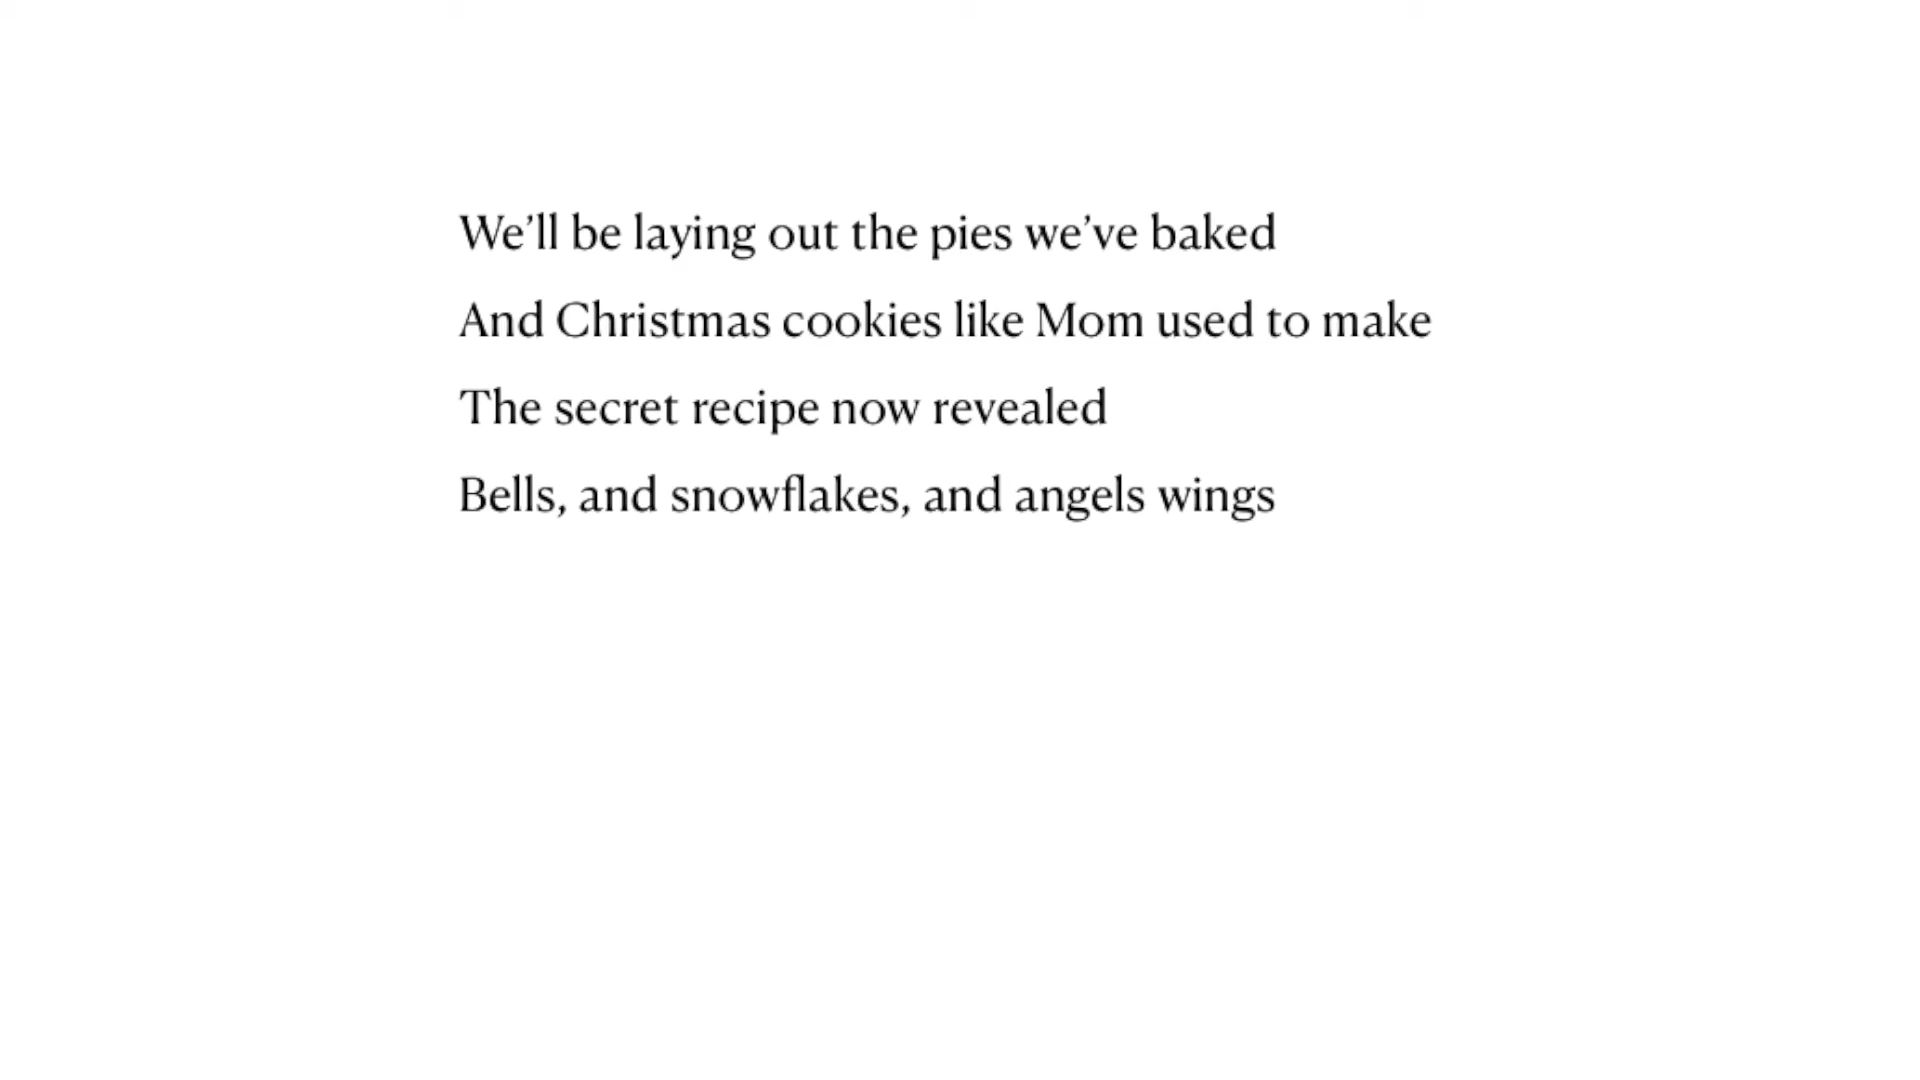 We’ll be laying out the pies we’ve baked
And Christmas cookies like Mom used to make
The secret recipe now revealed
Bells, and snowflakes, and angels wings